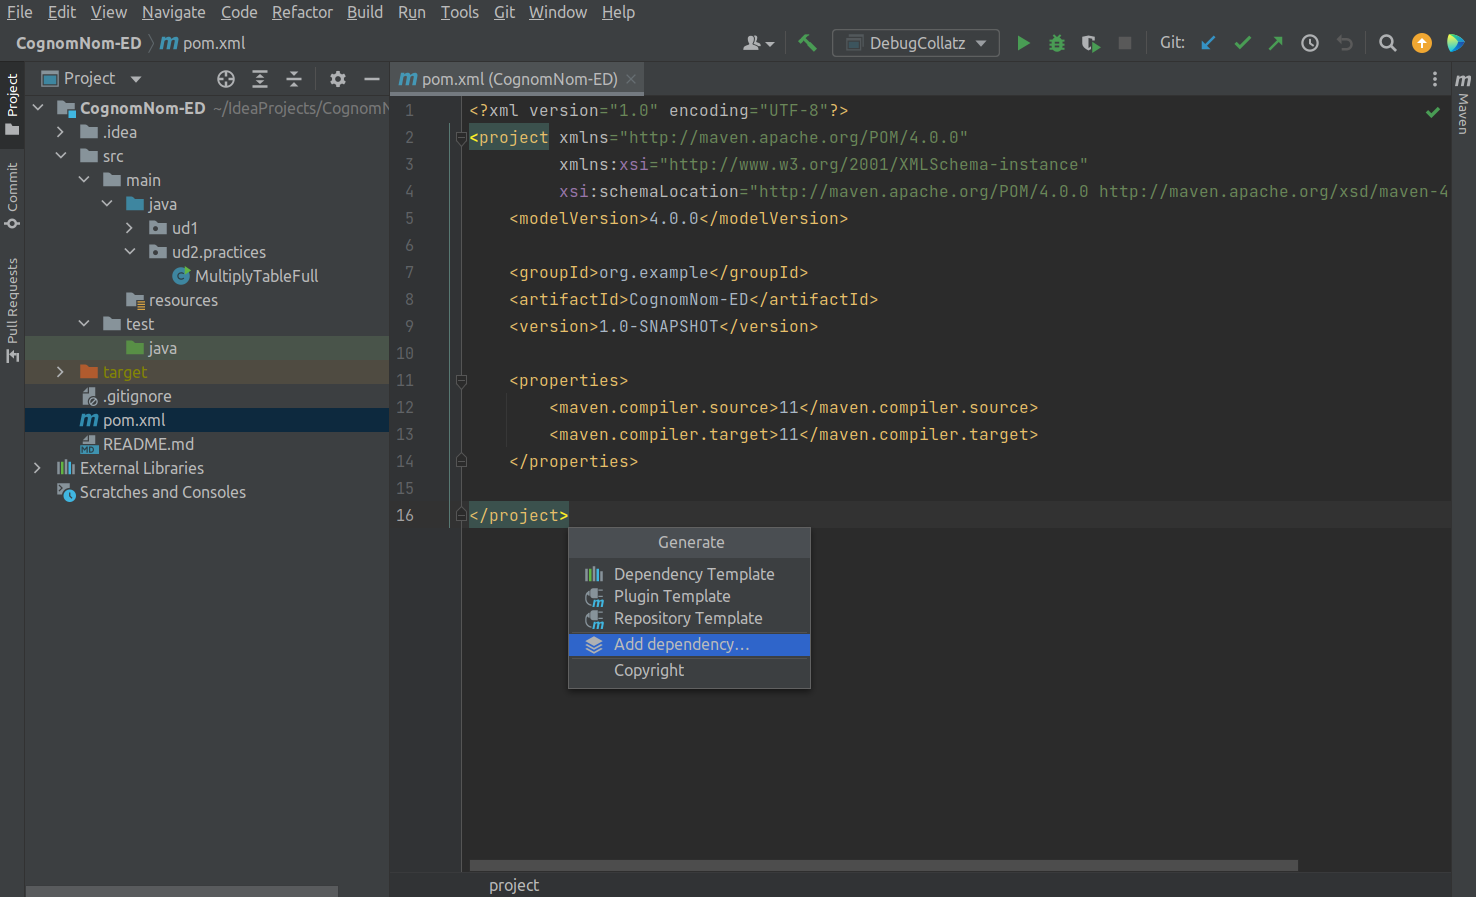 File Edit View Navigate Code Refactor Build Run Tools Git Window Help
CognomNom-ED m pom.xml DebugCollatz Git:
Project
Commit
Pull Requests
Project
CognomNom-ED ~/IdeaProjects/CognomN
.idea
src
main
java
ud1
ud2.practices
C MultiplyTableFull
resources
test
java
target
.gitignore
m pom.xml
MD README.md
External Libraries
Scratches and Consoles
m pom.xml (CognomNom-ED)
1 <?xml version="1.0" encoding="UTF-8"?>
2 <project xmlns="http://maven.apache.org/POM/4.0.0"
3 xmlns:xsi="http://www.w3.org/2001/XMLSchema-instance"
4 xsi:schemaLocation="http://maven.apache.org/POM/4.0.0 http://maven.apache.org/xsd/maven-4
5 <modelVersion>4.0.0</modelVersion>
6
7 <groupId>org.example</groupId>
8 <artifactId>CognomNom-ED</artifactId>
9 <version>1.0-SNAPSHOT</version>
10
11 <properties>
12 <maven.compiler.source>11</maven.compiler.source>
13 <maven.compiler.target>11</maven.compiler.target>
14 </properties>
15
16 </project>
Generate
Dependency Template
Plugin Template
Repository Template
Add dependency...
Copyright
project
m Maven